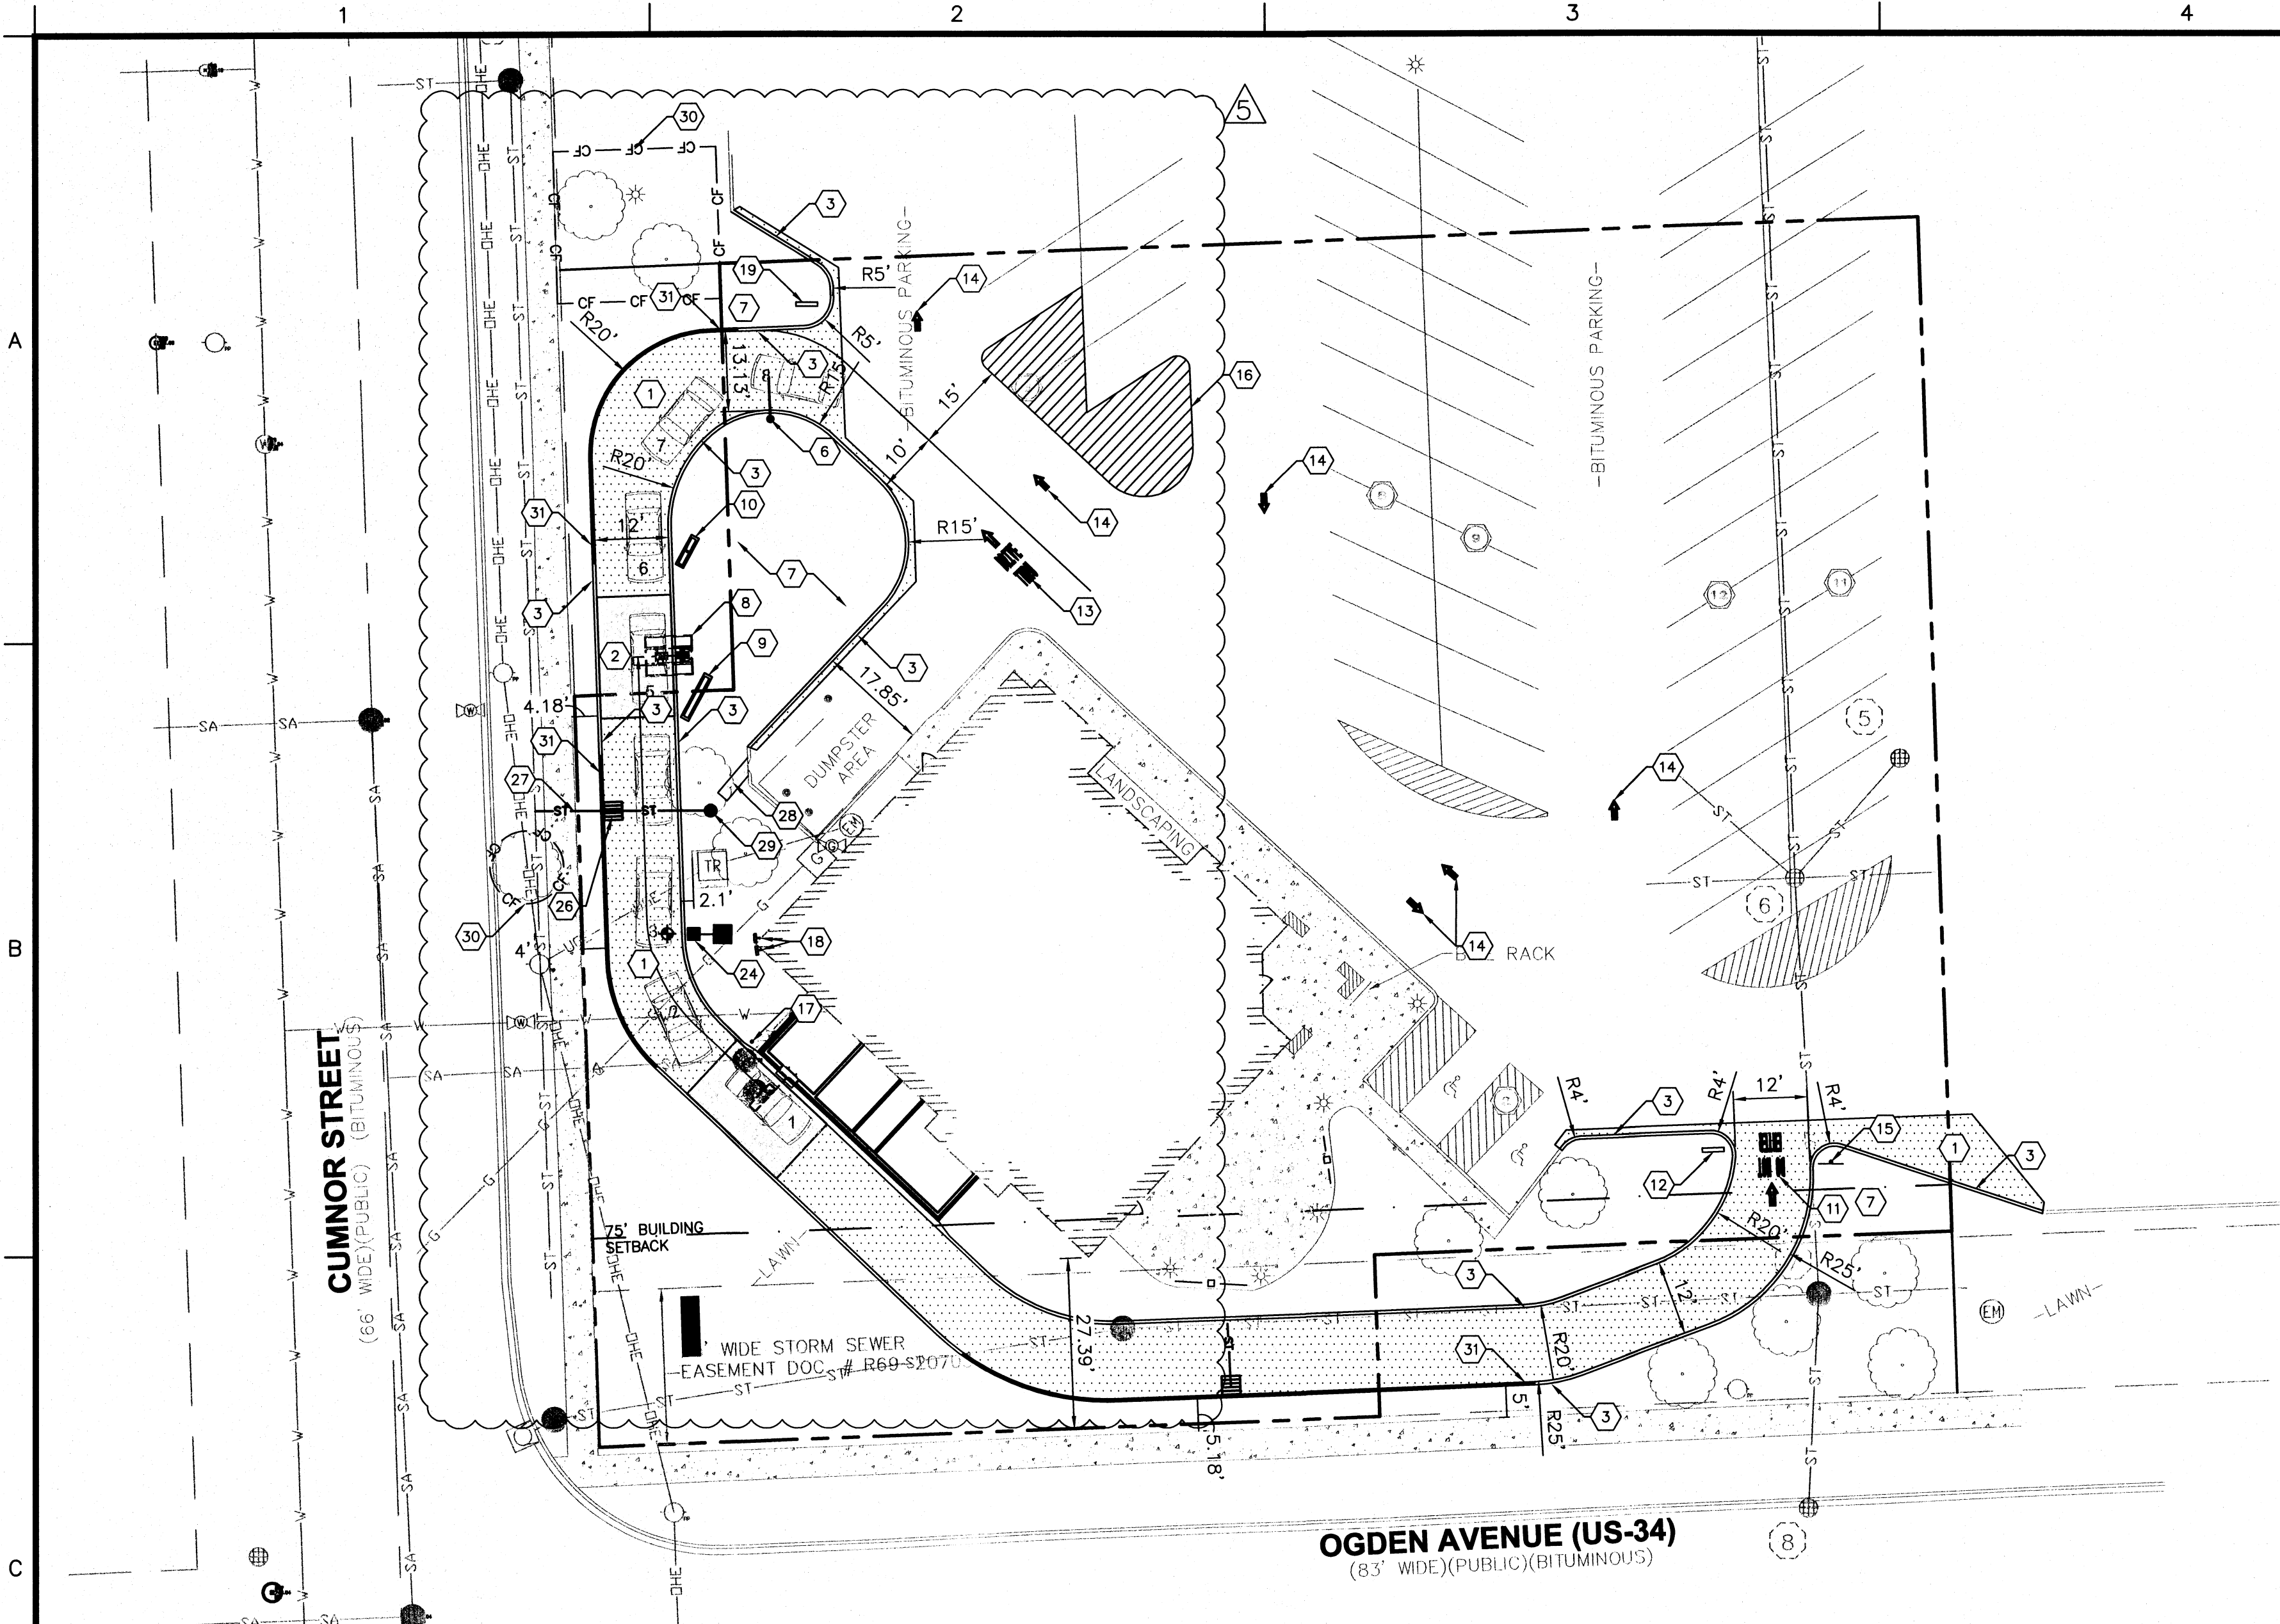 1
2
3
4
A
B
C
5
30
CF
CF
CF
3
19
R5'
14
31
7
R20'
13.13'
R5'
R15'
-BITUMINOUS PARKING-
-BITUMINOUS PARKING-
16
1
8
7
3
15'
10'
6
R20'
3
10
14
14
31
12'
6
R15'
13
7
8
9
11
3
2
5
4.18'
3
3
3
17.85'
31
27
DUMPSTER
AREA
LANDSCAPING
28
29
EM
G
TR
26
2.1'
30
4'
18
24
1
17
2
1
5
6
14
14
RACK
CUMNOR STREET
(66' WIDE)(PUBLIC) (BITUMINOUS)
R4'
3
R4'
12'
R4'
15
1
3
12
11
7
R20'
R25'
75' BUILDING
SETBACK
-LAWN-
3
12'
EM
-LAWN-
' WIDE STORM SEWER
EASEMENT DOC. # R69-
27.39'
31
R20'
5'
R25'
3
5.18'
OGDEN AVENUE (US-34)
(83' WIDE)(PUBLIC)(BITUMINOUS)
8